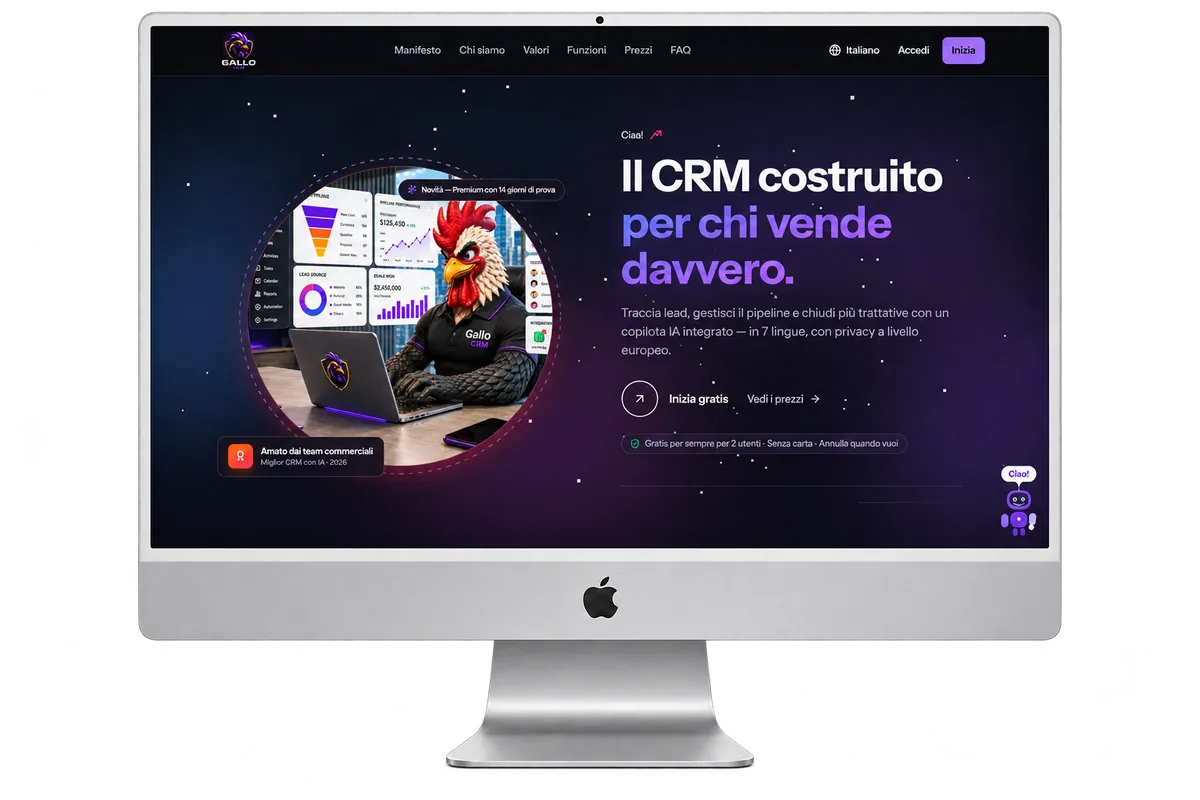 GALLO
Manifesto
Chi siamo
Valori
Funzioni
Prezzi
FAQ
Italiano
Accedi
Inizia
Novità — Premium con 14 giorni di prova
$125,430
LEAD SOURCE
DEALS WON
$2,450,000
Activities
Tasks
Calendar
Reports
Automation
Settings
Gallo
CRM
Amato dai team commerciali
Miglior CRM con IA · 2026
Ciao!
Il CRM costruito
per chi vende
davvero.
Traccia lead, gestisci il pipeline e chiudi più trattative con un
copilota IA integrato — in 7 lingue, con privacy a livello
europeo.
Inizia gratis
Vedi i prezzi
Gratis per sempre per 2 utenti · Senza carta · Annulla quando vuoi
Ciao!